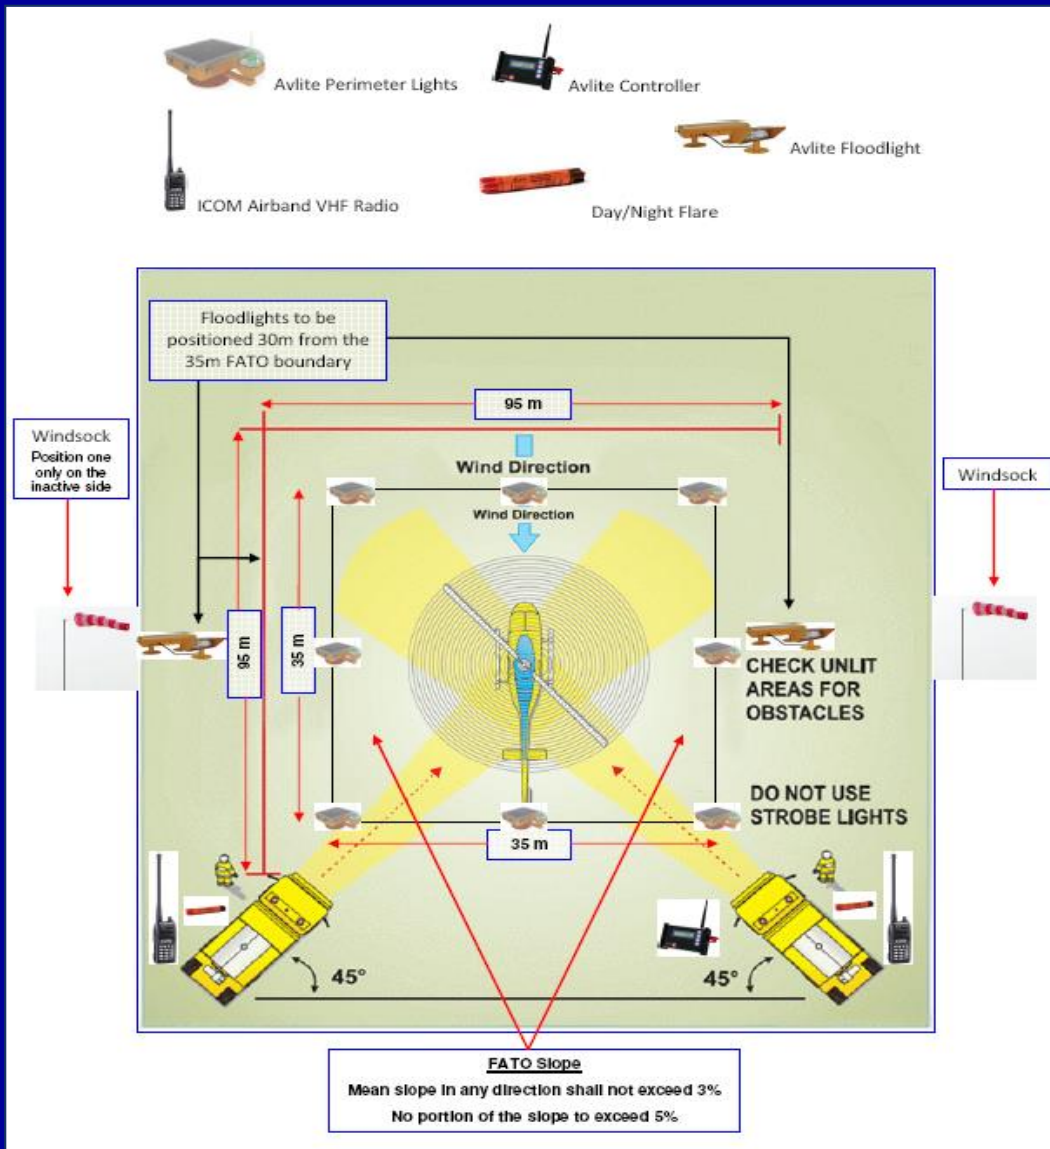 Avlite Perimeter Lights
Avlite Controller
Avlite Floodlight
ICOM Airband VHF Radio
Day/Night Flare
Floodlights to be
positioned 30m from the
35m FATO boundary
95 m
Windsock
Position one
only on the
inactive side
Wind Direction
Windsock
Wind Direction
95 m
35 m
CHECK UNLIT
AREAS FOR
OBSTACLES
DO NOT USE
STROBE LIGHTS
35 m
45°
45°
FATO Slope
Mean slope in any direction shall not exceed 3%
No portion of the slope to exceed 5%